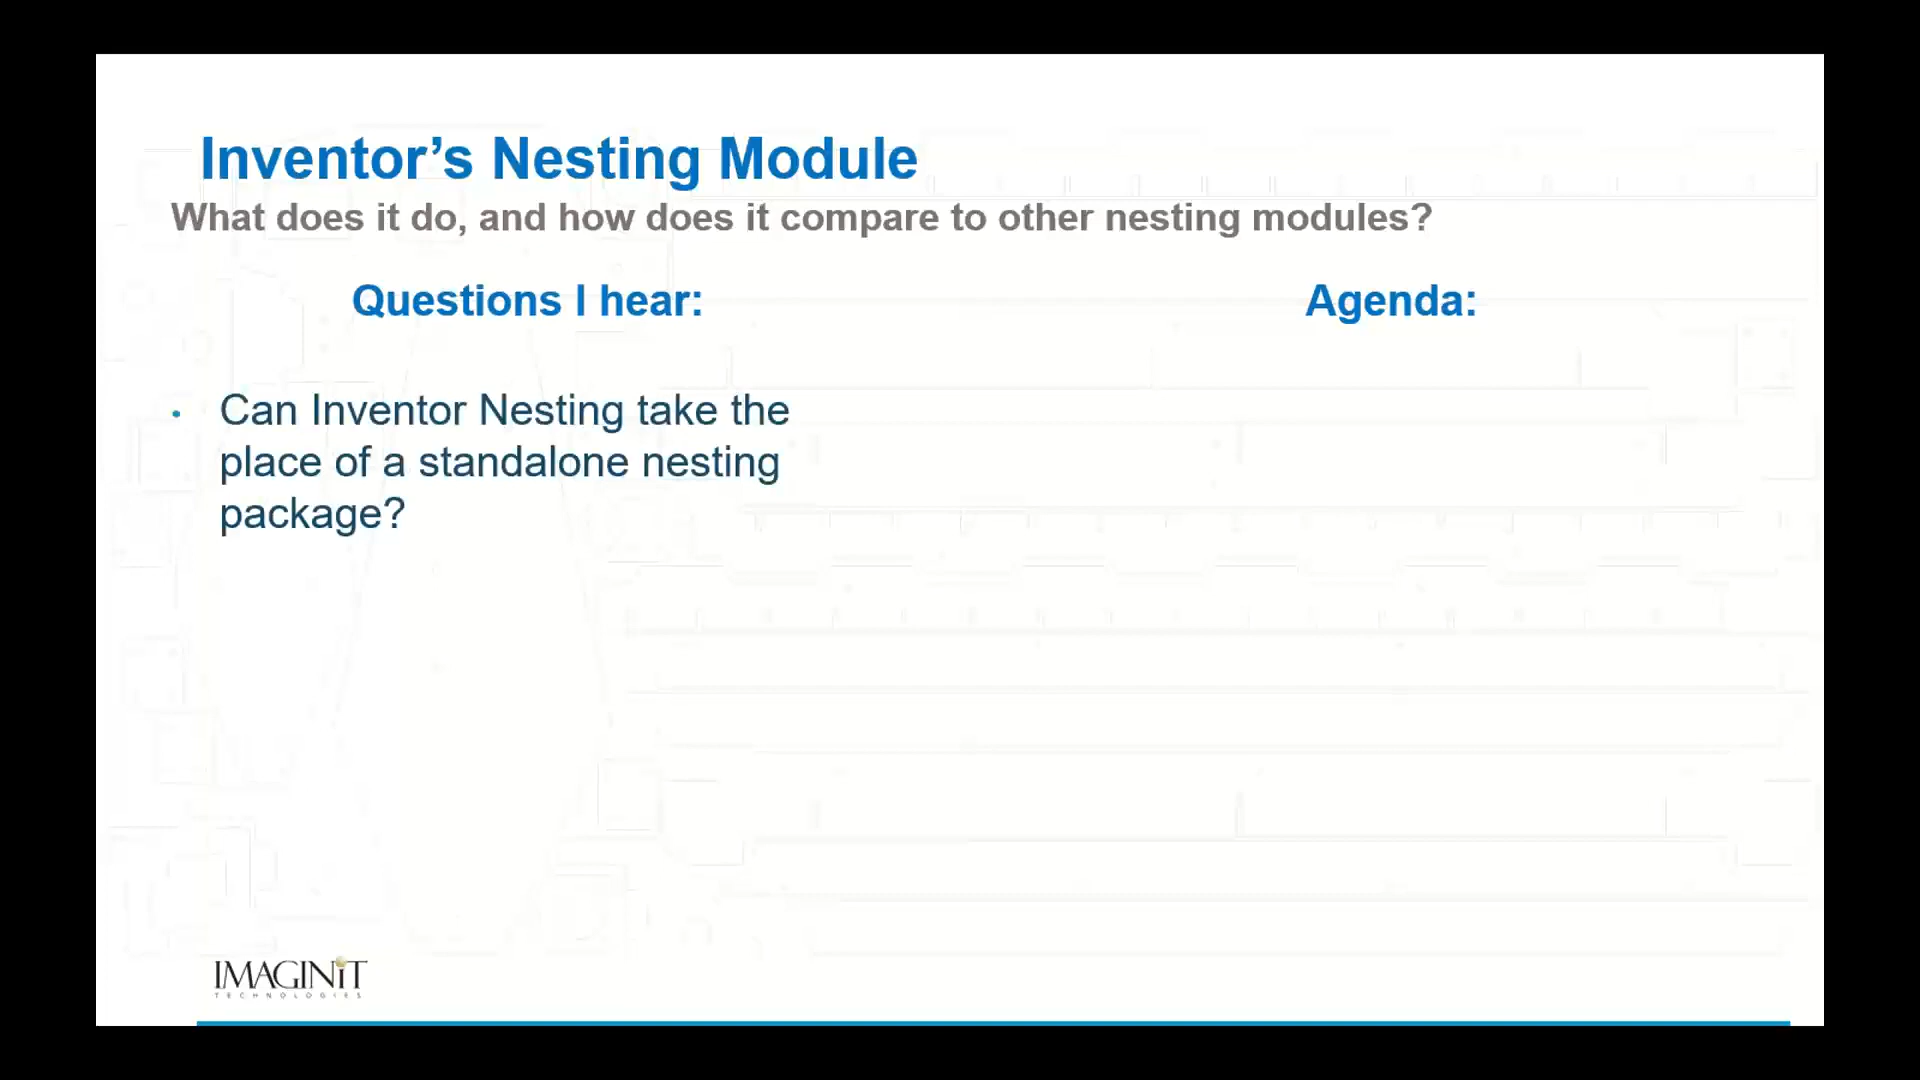 Inventor’s Nesting Module
What does it do, and how does it compare to other nesting modules?
Questions I hear:
Agenda:
• Can Inventor Nesting take the
place of a standalone nesting
package?
IMAGINiT
TECHNOLOGIES